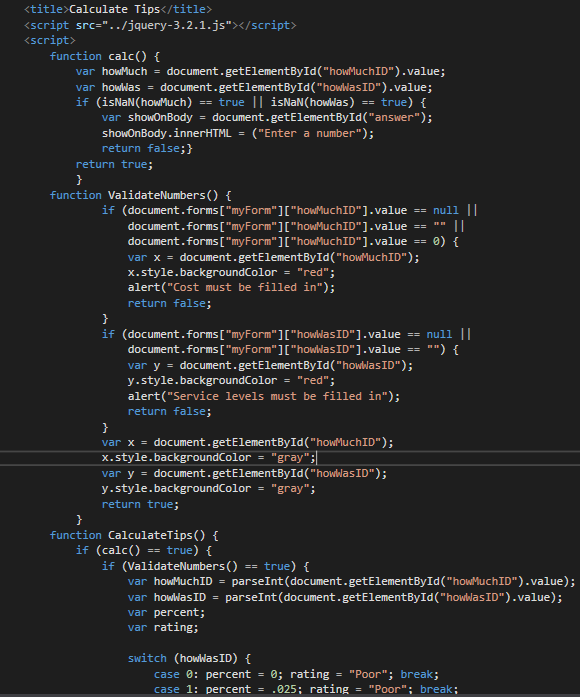 <title>Calculate Tips</title>
<script src="../jquery-3.2.1.js"></script>
<script>
function calc() {
var howMuch = document.getElementById("howMuchID").value;
var howWas = document.getElementById("howWasID").value;
if (isNaN(howMuch) == true || isNaN(howWas) == true) {
var showOnBody = document.getElementById("answer");
showOnBody.innerHTML = ("Enter a number");
return false;}
return true;
}
function ValidateNumbers() {
if (document.forms["myForm"]["howMuchID"].value == null ||
document.forms["myForm"]["howMuchID"].value == "" ||
document.forms["myForm"]["howMuchID"].value == 0) {
var x = document.getElementById("howMuchID");
x.style.backgroundColor = "red";
alert("Cost must be filled in");
return false;
}
if (document.forms["myForm"]["howWasID"].value == null ||
document.forms["myForm"]["howWasID"].value == "") {
var y = document.getElementById("howWasID");
y.style.backgroundColor = "red";
alert("Service levels must be filled in");
return false;
}
var x = document.getElementById("howMuchID");
x.style.backgroundColor = "gray";
var y = document.getElementById("howWasID");
y.style.backgroundColor = "gray";
return true;
}
function CalculateTips() {
if (calc() == true) {
if (ValidateNumbers() == true) {
var howMuchID = parseInt(document.getElementById("howMuchID").value);
var howWasID = parseInt(document.getElementById("howWasID").value);
var percent;
var rating;
switch (howWasID) {
case 0: percent = 0; rating = "Poor"; break;
case 1: percent = .025; rating = "Poor"; break;